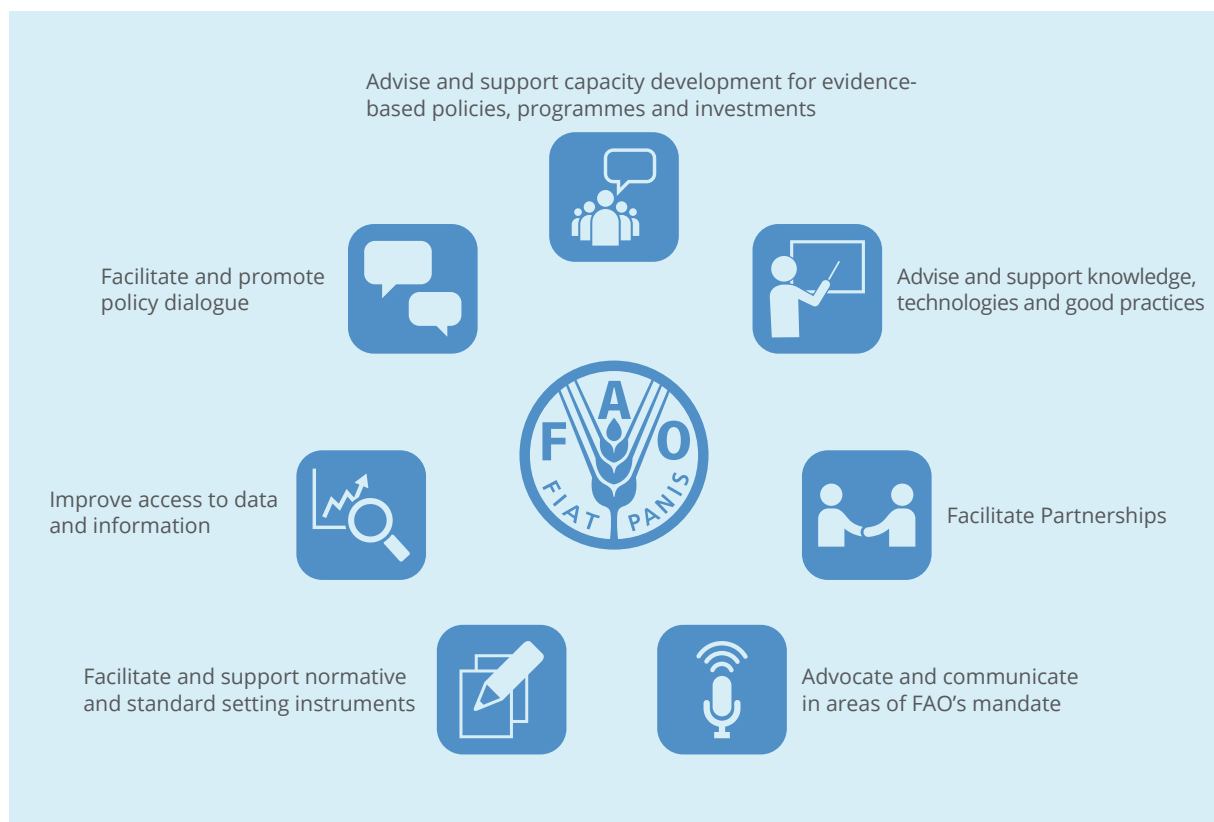 Advise and support capacity development for evidence-
based policies, programmes and investments
Facilitate and promote
policy dialogue
Advise and support knowledge,
technologies and good practices
F A O
FIAT PANIS
Improve access to data
and information
Facilitate Partnerships
Facilitate and support normative
and standard setting instruments
Advocate and communicate
in areas of FAO’s mandate